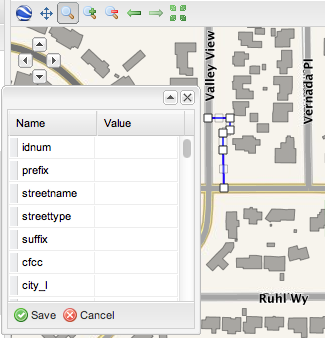 Valley View
Vernada Pl
Name Value
idnum
prefix
streetname
streettype
suffix
cfcc
city_l
Save Cancel
Ruhl Wy